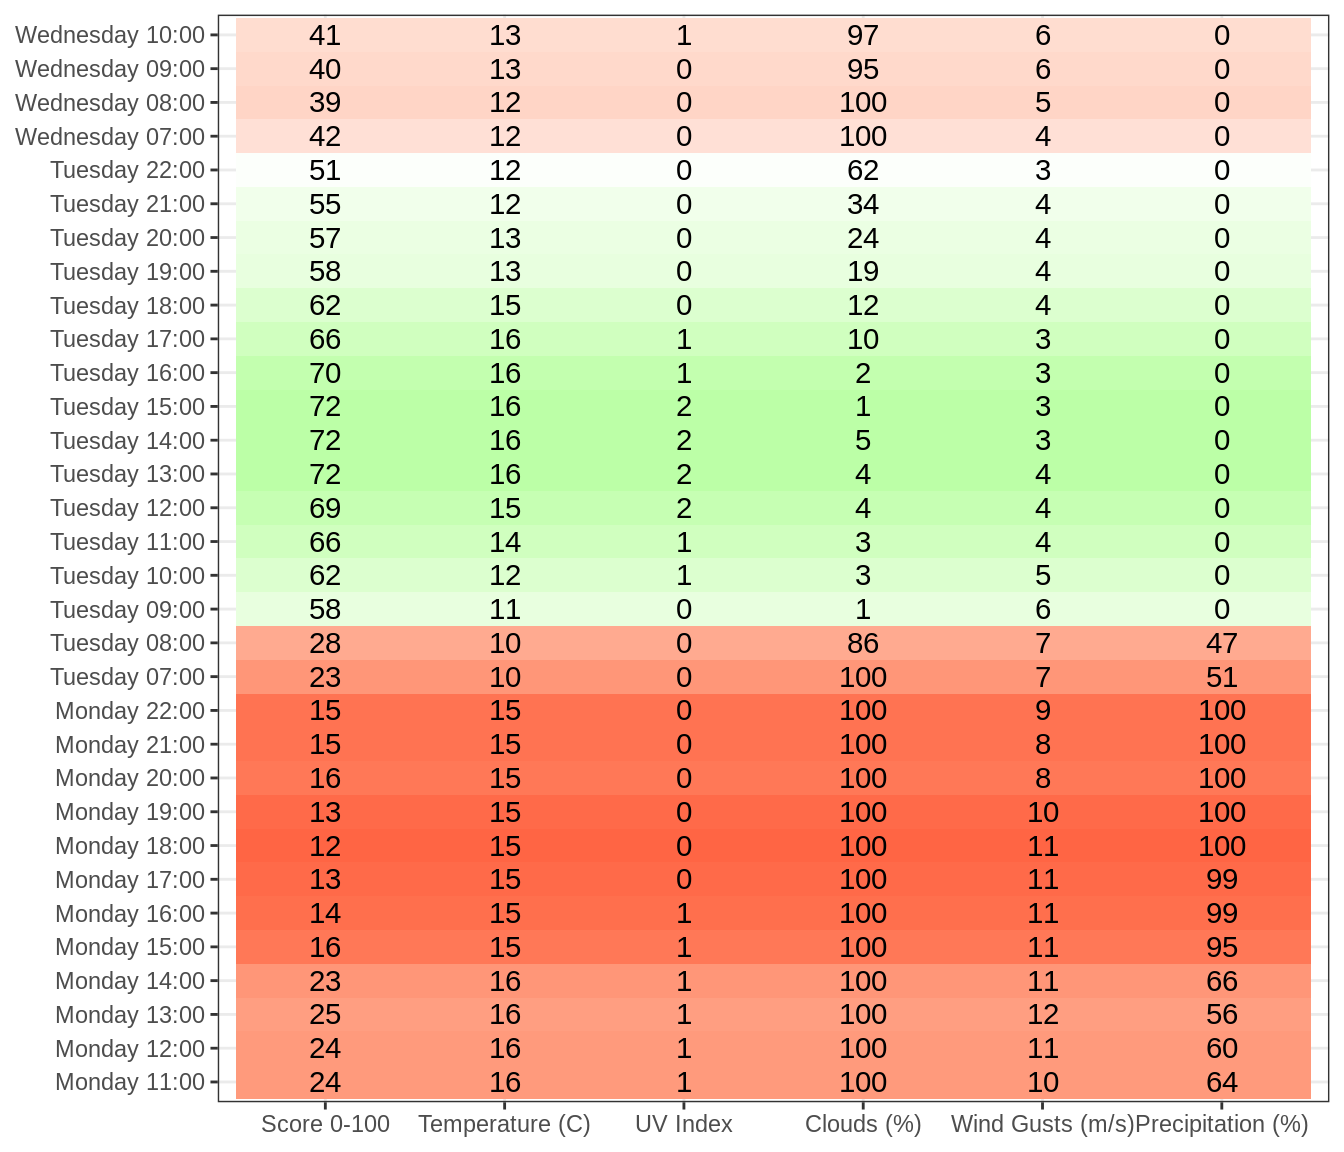 Wednesday 10:00 41 13 1 97 6 0
Wednesday 09:00 40 13 0 95 6 0
Wednesday 08:00 39 12 0 100 5 0
Wednesday 07:00 42 12 0 100 4 0
Tuesday 22:00 51 12 0 62 3 0
Tuesday 21:00 55 12 0 34 4 0
Tuesday 20:00 57 13 0 24 4 0
Tuesday 19:00 58 13 0 19 4 0
Tuesday 18:00 62 15 0 12 4 0
Tuesday 17:00 66 16 1 10 3 0
Tuesday 16:00 70 16 1 2 3 0
Tuesday 15:00 72 16 2 1 3 0
Tuesday 14:00 72 16 2 5 3 0
Tuesday 13:00 72 16 2 4 4 0
Tuesday 12:00 69 15 2 4 4 0
Tuesday 11:00 66 14 1 3 4 0
Tuesday 10:00 62 12 1 3 5 0
Tuesday 09:00 58 11 0 1 6 0
Tuesday 08:00 28 10 0 86 7 47
Tuesday 07:00 23 10 0 100 7 51
Monday 22:00 15 15 0 100 9 100
Monday 21:00 15 15 0 100 8 100
Monday 20:00 16 15 0 100 8 100
Monday 19:00 13 15 0 100 10 100
Monday 18:00 12 15 0 100 11 100
Monday 17:00 13 15 0 100 11 99
Monday 16:00 14 15 1 100 11 99
Monday 15:00 16 15 1 100 11 95
Monday 14:00 23 16 1 100 11 66
Monday 13:00 25 16 1 100 12 56
Monday 12:00 24 16 1 100 11 60
Monday 11:00 24 16 1 100 10 64
Score 0-100 Temperature (C) UV Index Clouds (%) Wind Gusts (m/s) Precipitation (%)